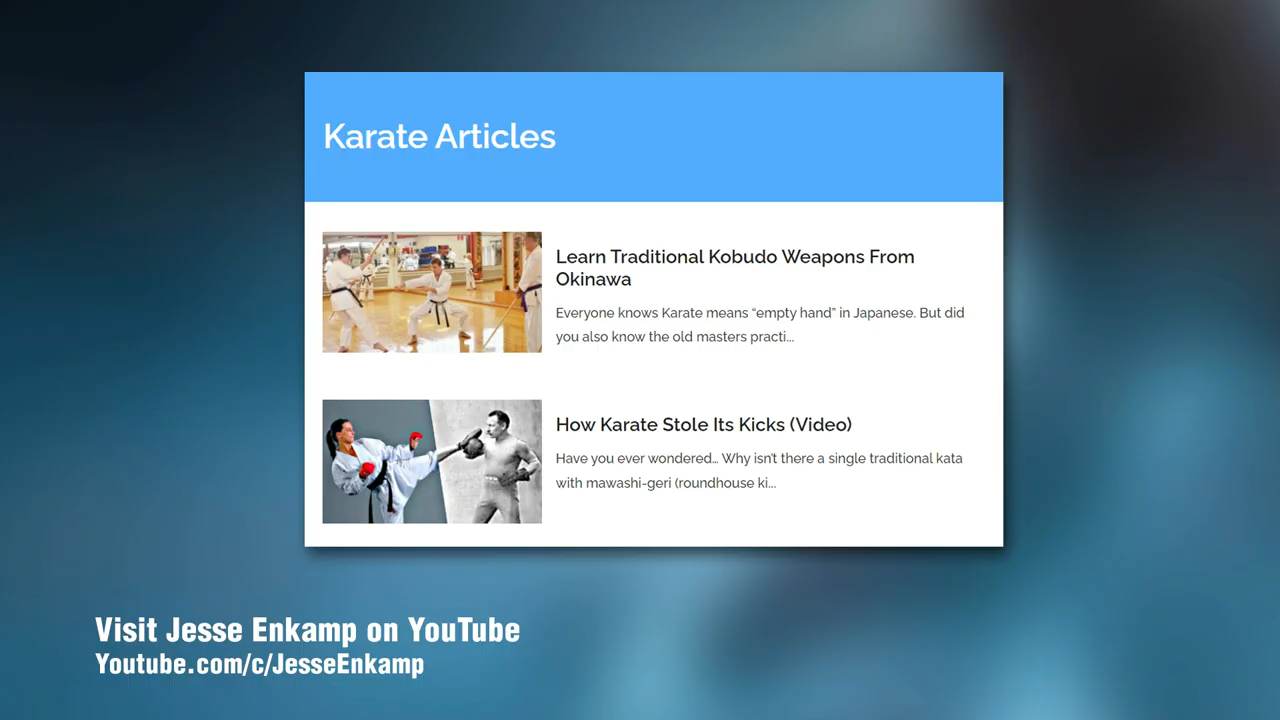 Karate Articles
Learn Traditional Kobudo Weapons From
Okinawa
Everyone knows Karate means “empty hand” in Japanese. But did
you also know the old masters practi...
How Karate Stole Its Kicks (Video)
Have you ever wondered… Why isn’t there a single traditional kata
with mawashi-geri (roundhouse ki...
Visit Jesse Enkamp on YouTube
Youtube.com/c/JesseEnkamp